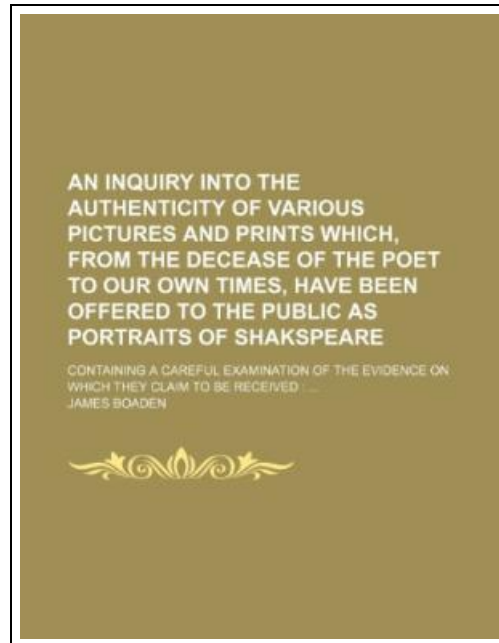 AN INQUIRY INTO THE
AUTHENTICITY OF VARIOUS
PICTURES AND PRINTS WHICH,
FROM THE DECEASE OF THE POET
TO OUR OWN TIMES, HAVE BEEN
OFFERED TO THE PUBLIC AS
PORTRAITS OF SHAKSPEARE
CONTAINING A CAREFUL EXAMINATION OF THE EVIDENCE ON
WHICH THEY CLAIM TO BE RECEIVED : ...
JAMES BOADEN